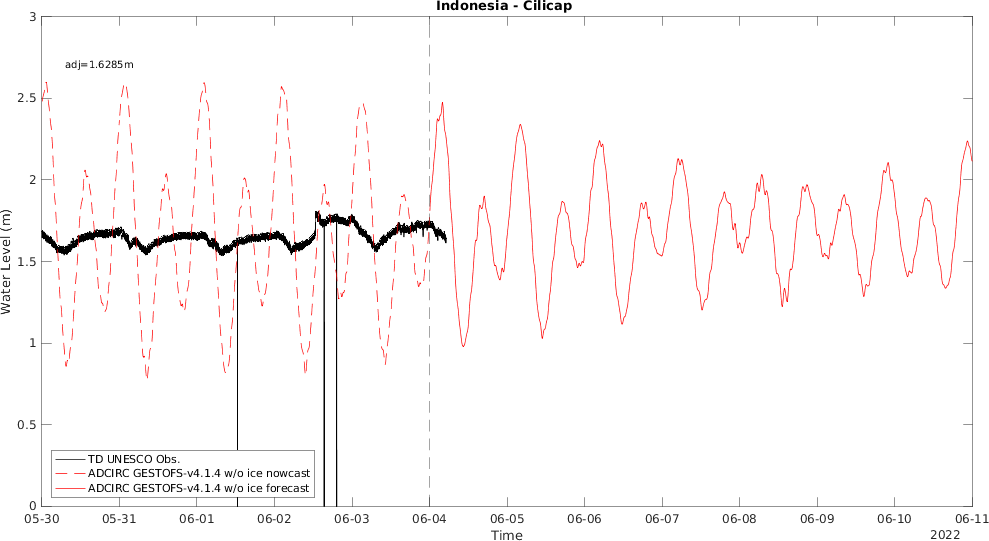 Indonesia - Cilicap
3
adj=1.6285m
2.5
2
Water Level (m)
1.5
1
0.5
TD UNESCO Obs.
ADCIRC GESTOFS-v4.1.4 w/o ice nowcast
ADCIRC GESTOFS-v4.1.4 w/o ice forecast
0
05-30 05-31 06-01 06-02 06-03 06-04 06-05 06-06 06-07 06-08 06-09 06-10 06-11
Time 2022